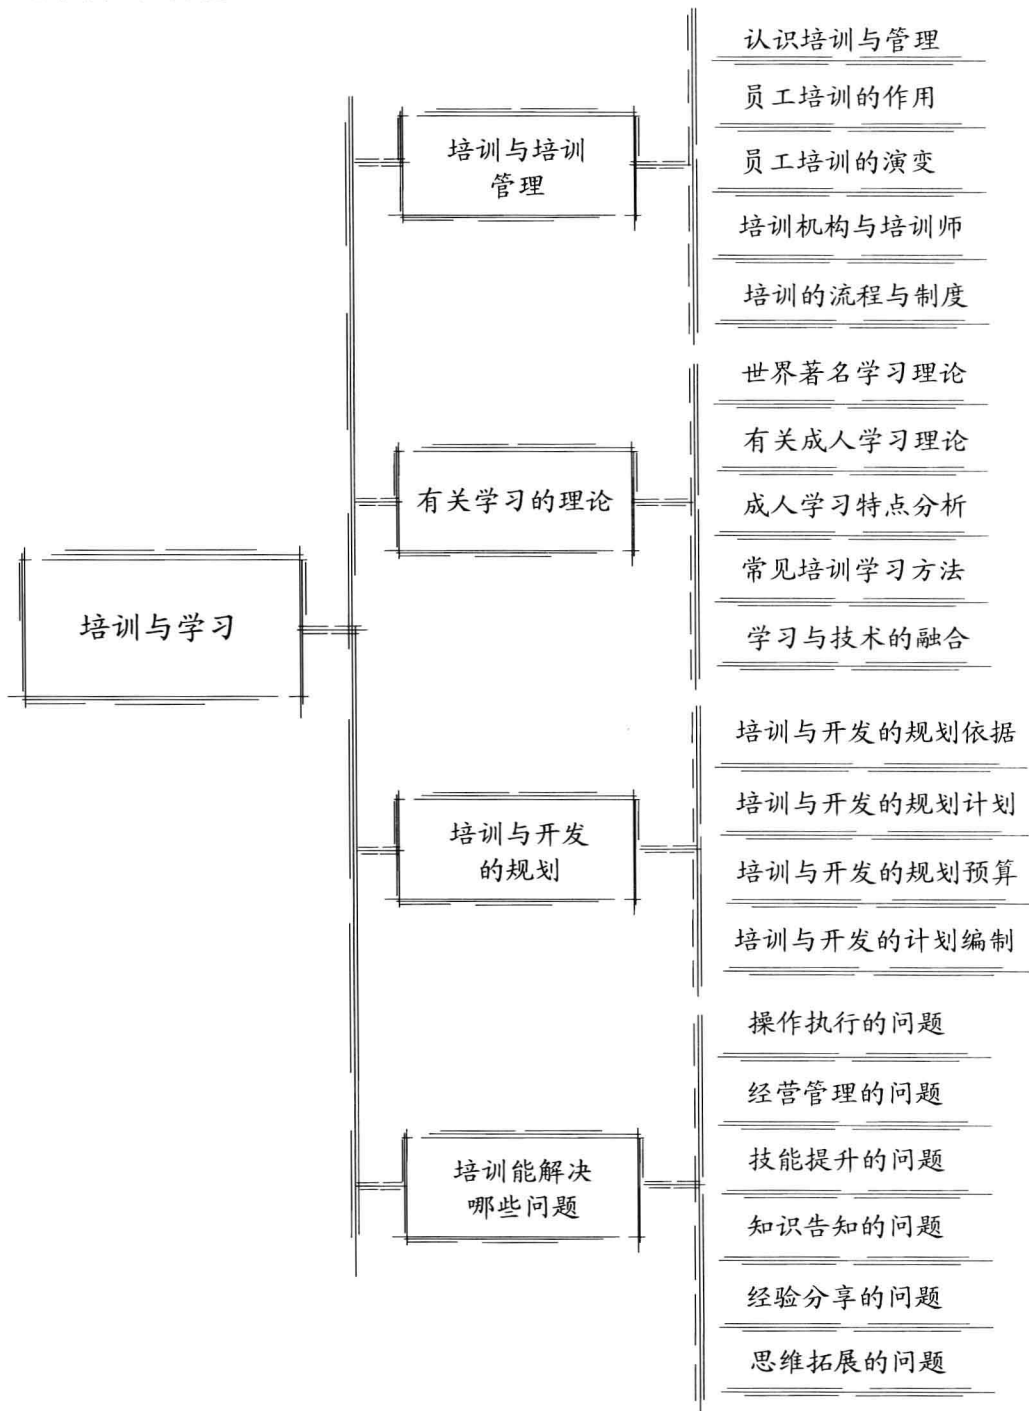 培训与学习
培训与培训
管理
认识培训与管理
员工培训的作用
员工培训的演变
培训机构与培训师
培训的流程与制度
有关学习的理论
世界著名学习理论
有关成人学习理论
成人学习特点分析
常见培训学习方法
学习与技术的融合
培训与开发
的规划
培训与开发的规划依据
培训与开发的规划计划
培训与开发的规划预算
培训与开发的计划编制
培训能解决
哪些问题
操作执行的问题
经营管理的问题
技能提升的问题
知识告知的问题
经验分享的问题
思维拓展的问题